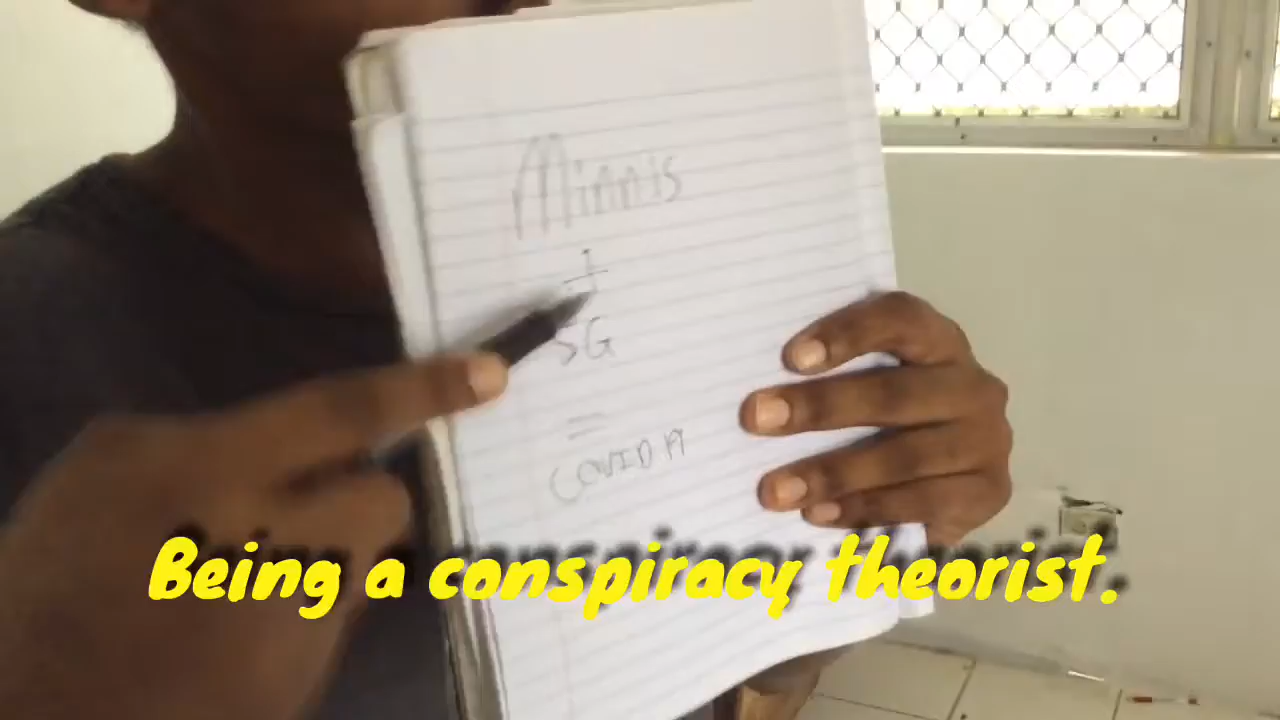 Minnis
+
5G
=
COVID 19
Being a conspiracy theorist.